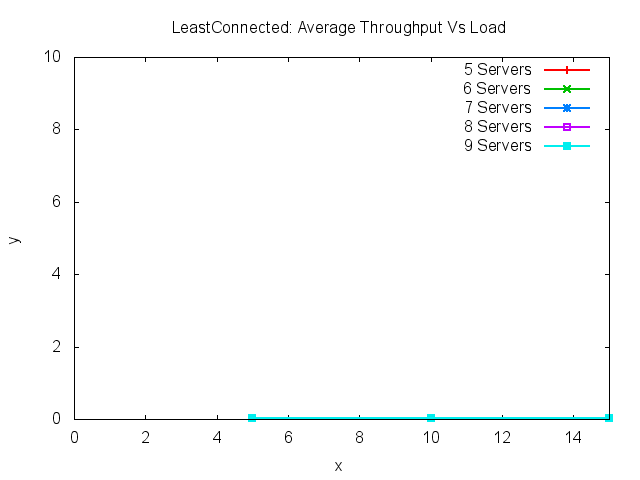 LeastConnected: Average Throughput Vs Load
5 Servers
6 Servers
7 Servers
8 Servers
9 Servers
10
8
6
4
2
0
y
0 2 4 6 8 10 12 14
x